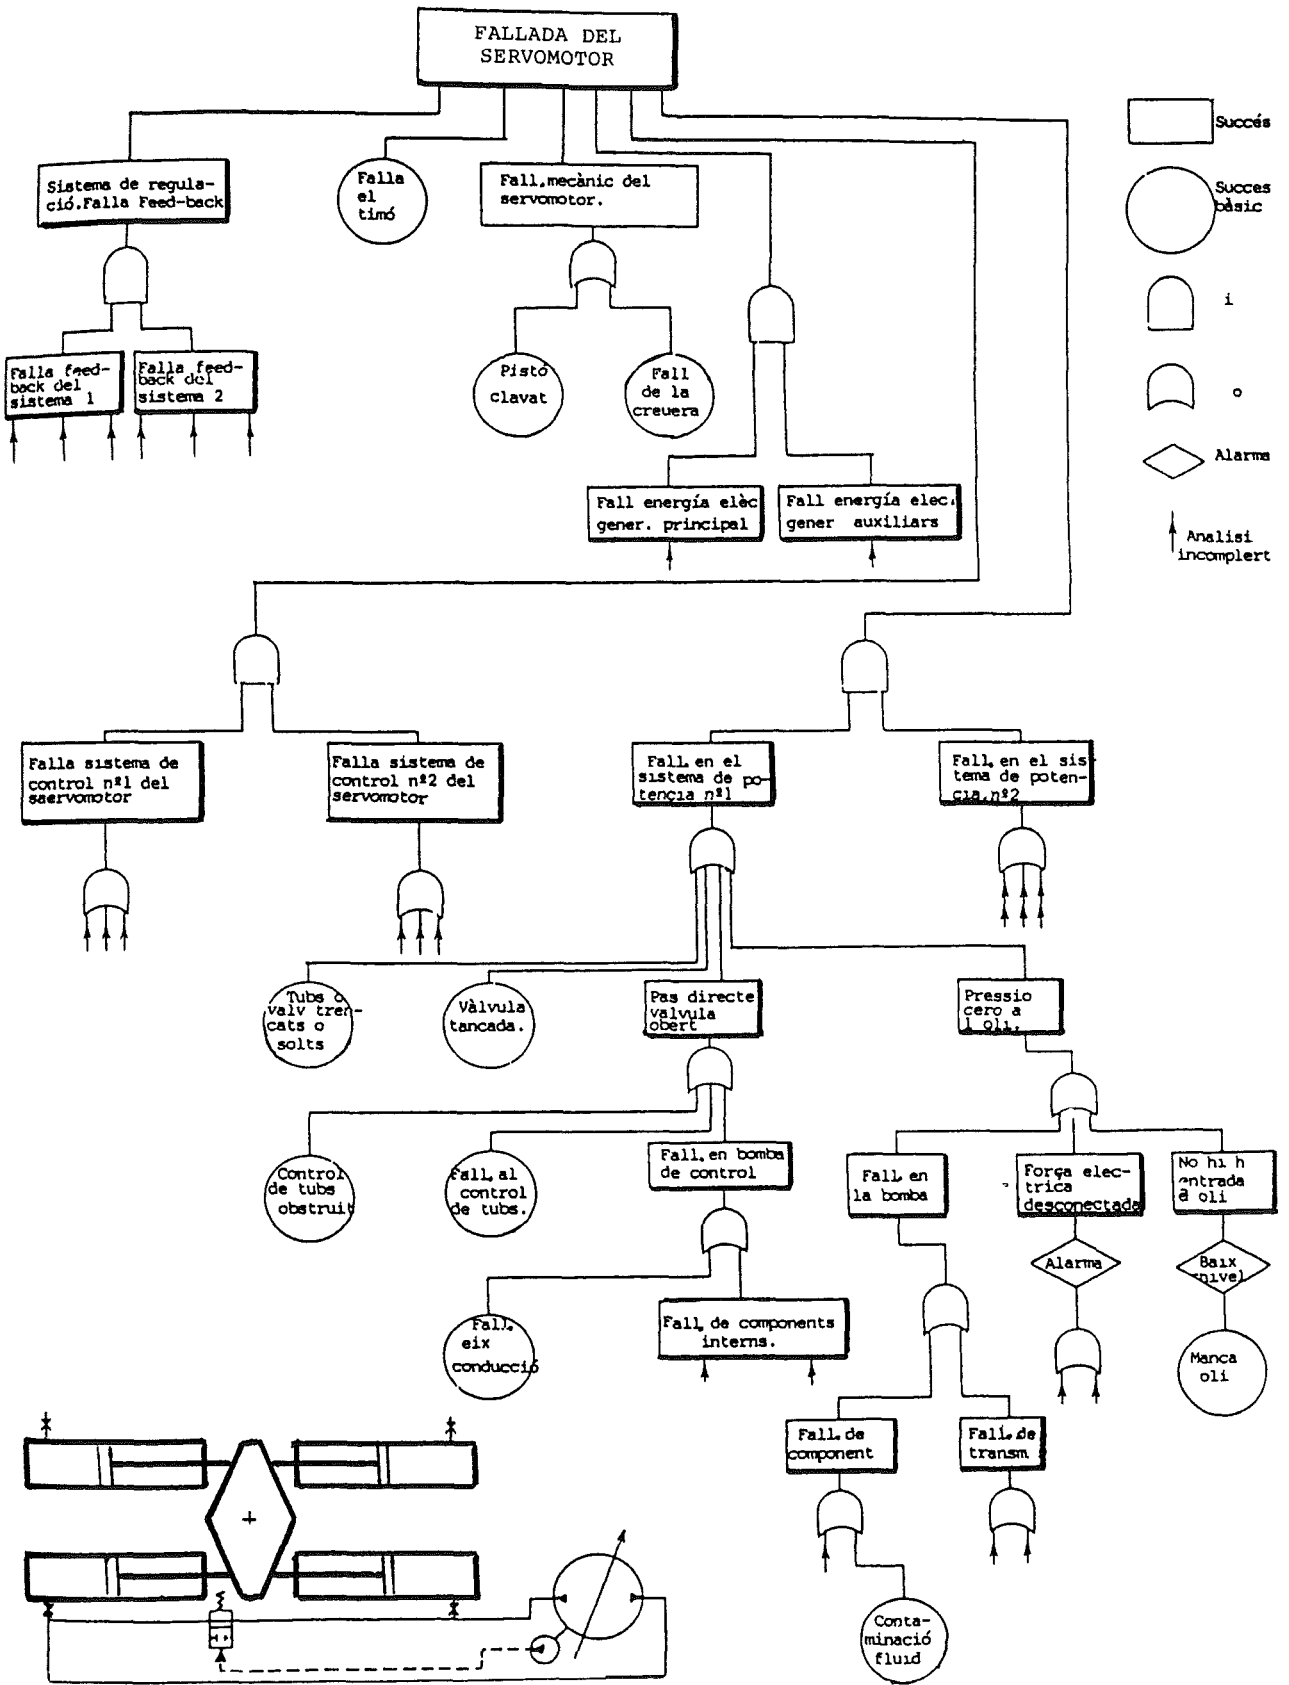 FALLADA DEL
SERVOMOTOR
Succés
Succes
bàsic
i
o
Alarma
Analisi
incomplert
Sistema de regula-
ció.Falla Feed-back
Falla
el
timó
Fall.mecànic del
servomotor.
Falla feed-
back del
sistema 1
Falla feed-
back del
sistema 2
Pistó
clavat
Fall
de la
creuera
Fall energía elèc
gener. principal
Fall energía elec.
gener auxiliars
Falla sistema de
control nº1 del
saervomotor
Falla sistema de
control nº2 del
servomotor
Fall. en el
sistema de po-
tencia nº1
Fall. en el sis
tema de poten-
cia.nº2
Tubs o
valv tren-
cats o
solts
Vàlvula
tancada.
Pas directe
valvula
obert
Pressio
cero a
l oli.
Control
de tubs
obstruit
Fall. al
control
de tubs.
Fall. en bomba
de control
Fall. en
la bomba
Força elec-
trica
desconectada
No hi h
entrada
a oli
Alarma
Baix
nivel
Fall.
eix
conducció
Fall. de components
interns.
Manca
oli
Fall. de
component
Fall. de
transm
Conta-
minació
fluid